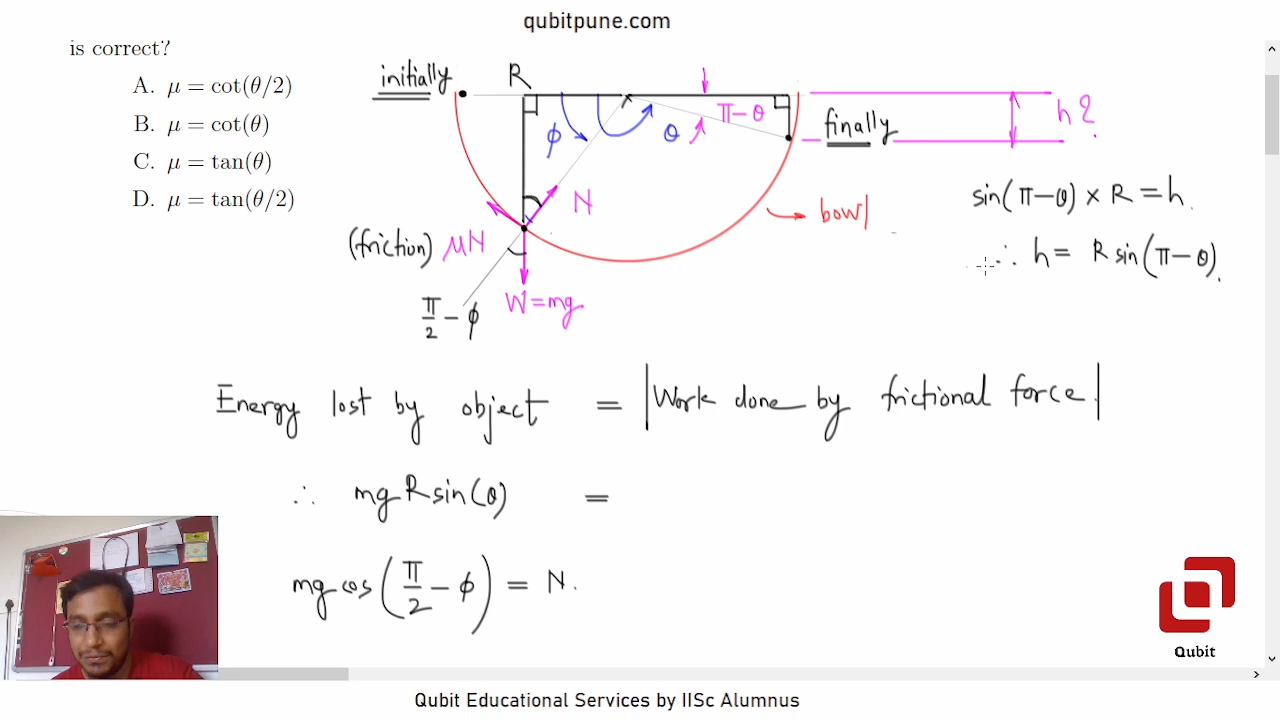 qubitpune.com
is correct?
A. μ = cot(θ/2)
B. μ = cot(θ)
C. μ = tan(θ)
D. μ = tan(θ/2)
initially
R
π−θ
h?
φ
θ
finally
N
sin(π−θ) × R = h.
bowl
(friction) μN
∴ h = R sin(π−θ).
π/2 − φ
W = mg
Energy lost by object = |Work done by frictional force|
∴ mgR sin(θ) =
mg cos(π/2 − φ) = N.
Qubit
Qubit Educational Services by IISc Alumnus